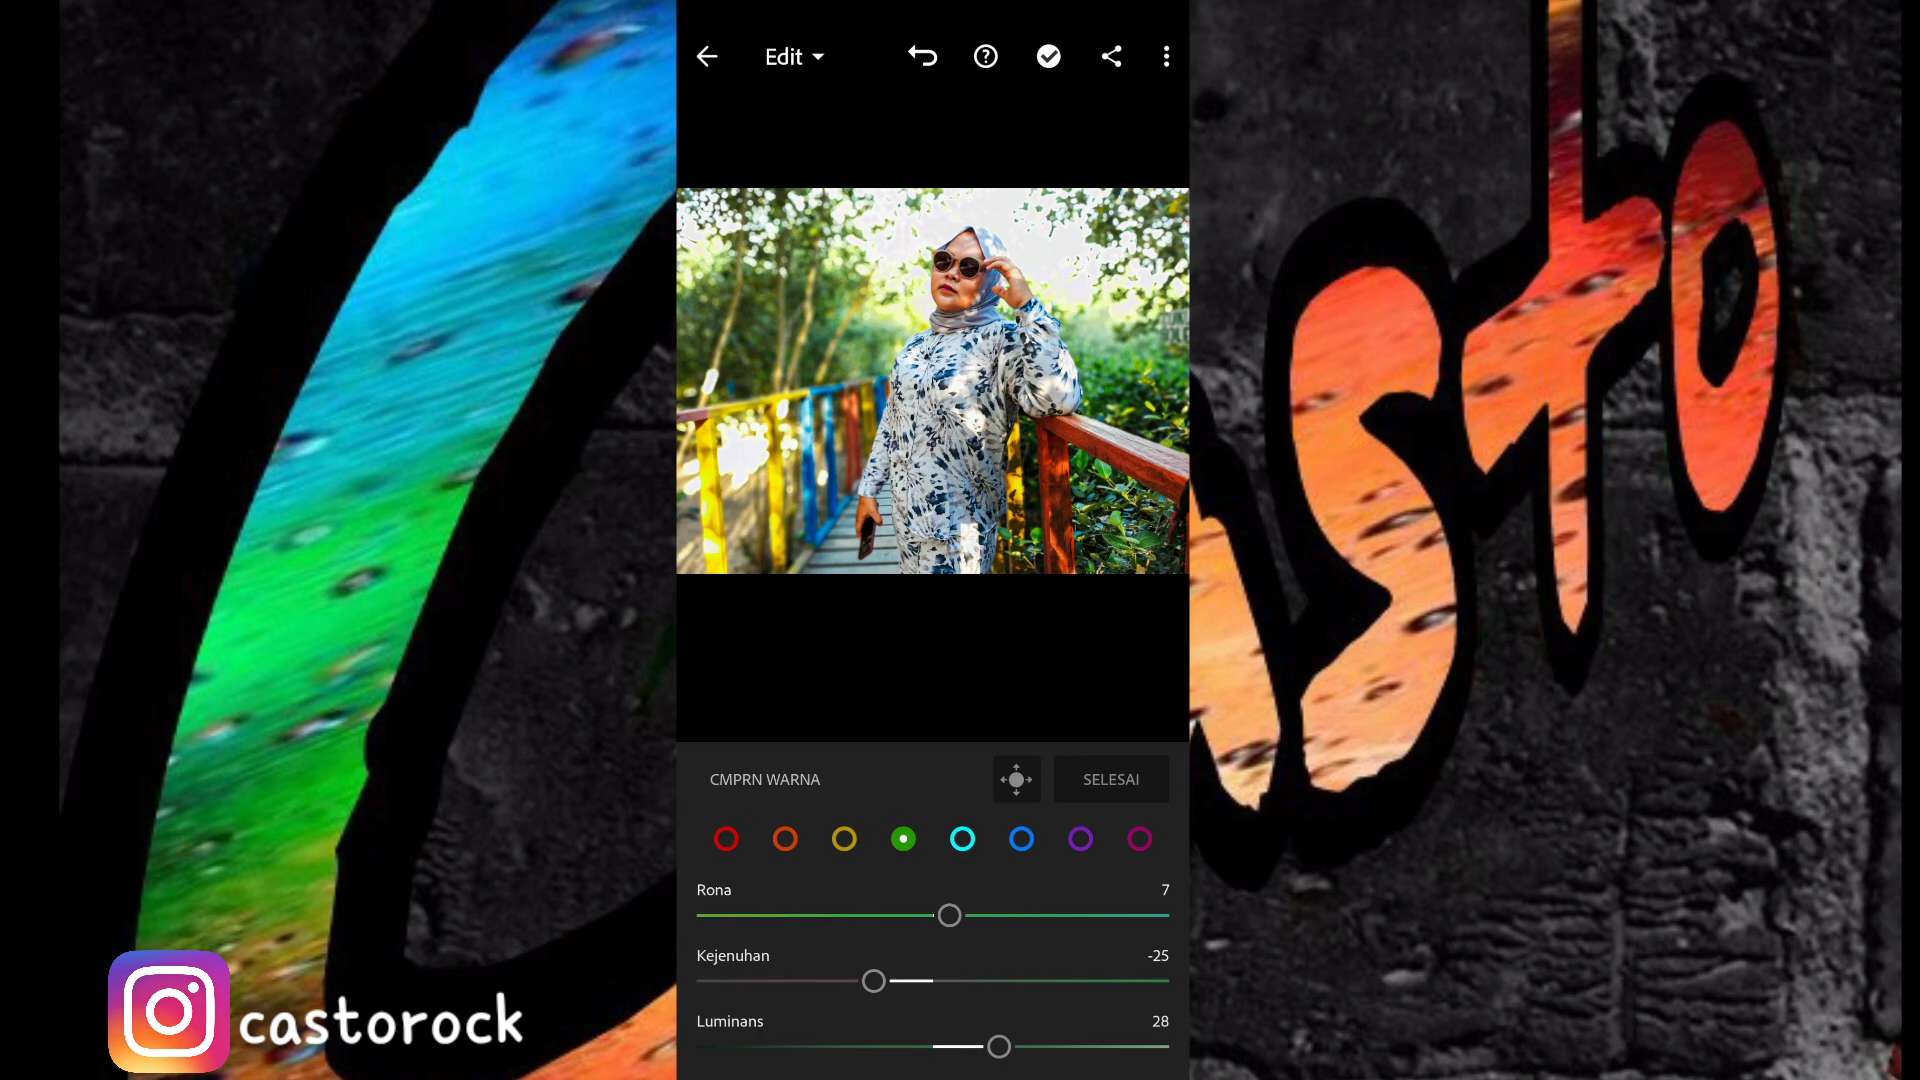 Edit
CMPRN WARNA
SELESAI
Rona 7
Kejenuhan -25
Luminans 28
castorock